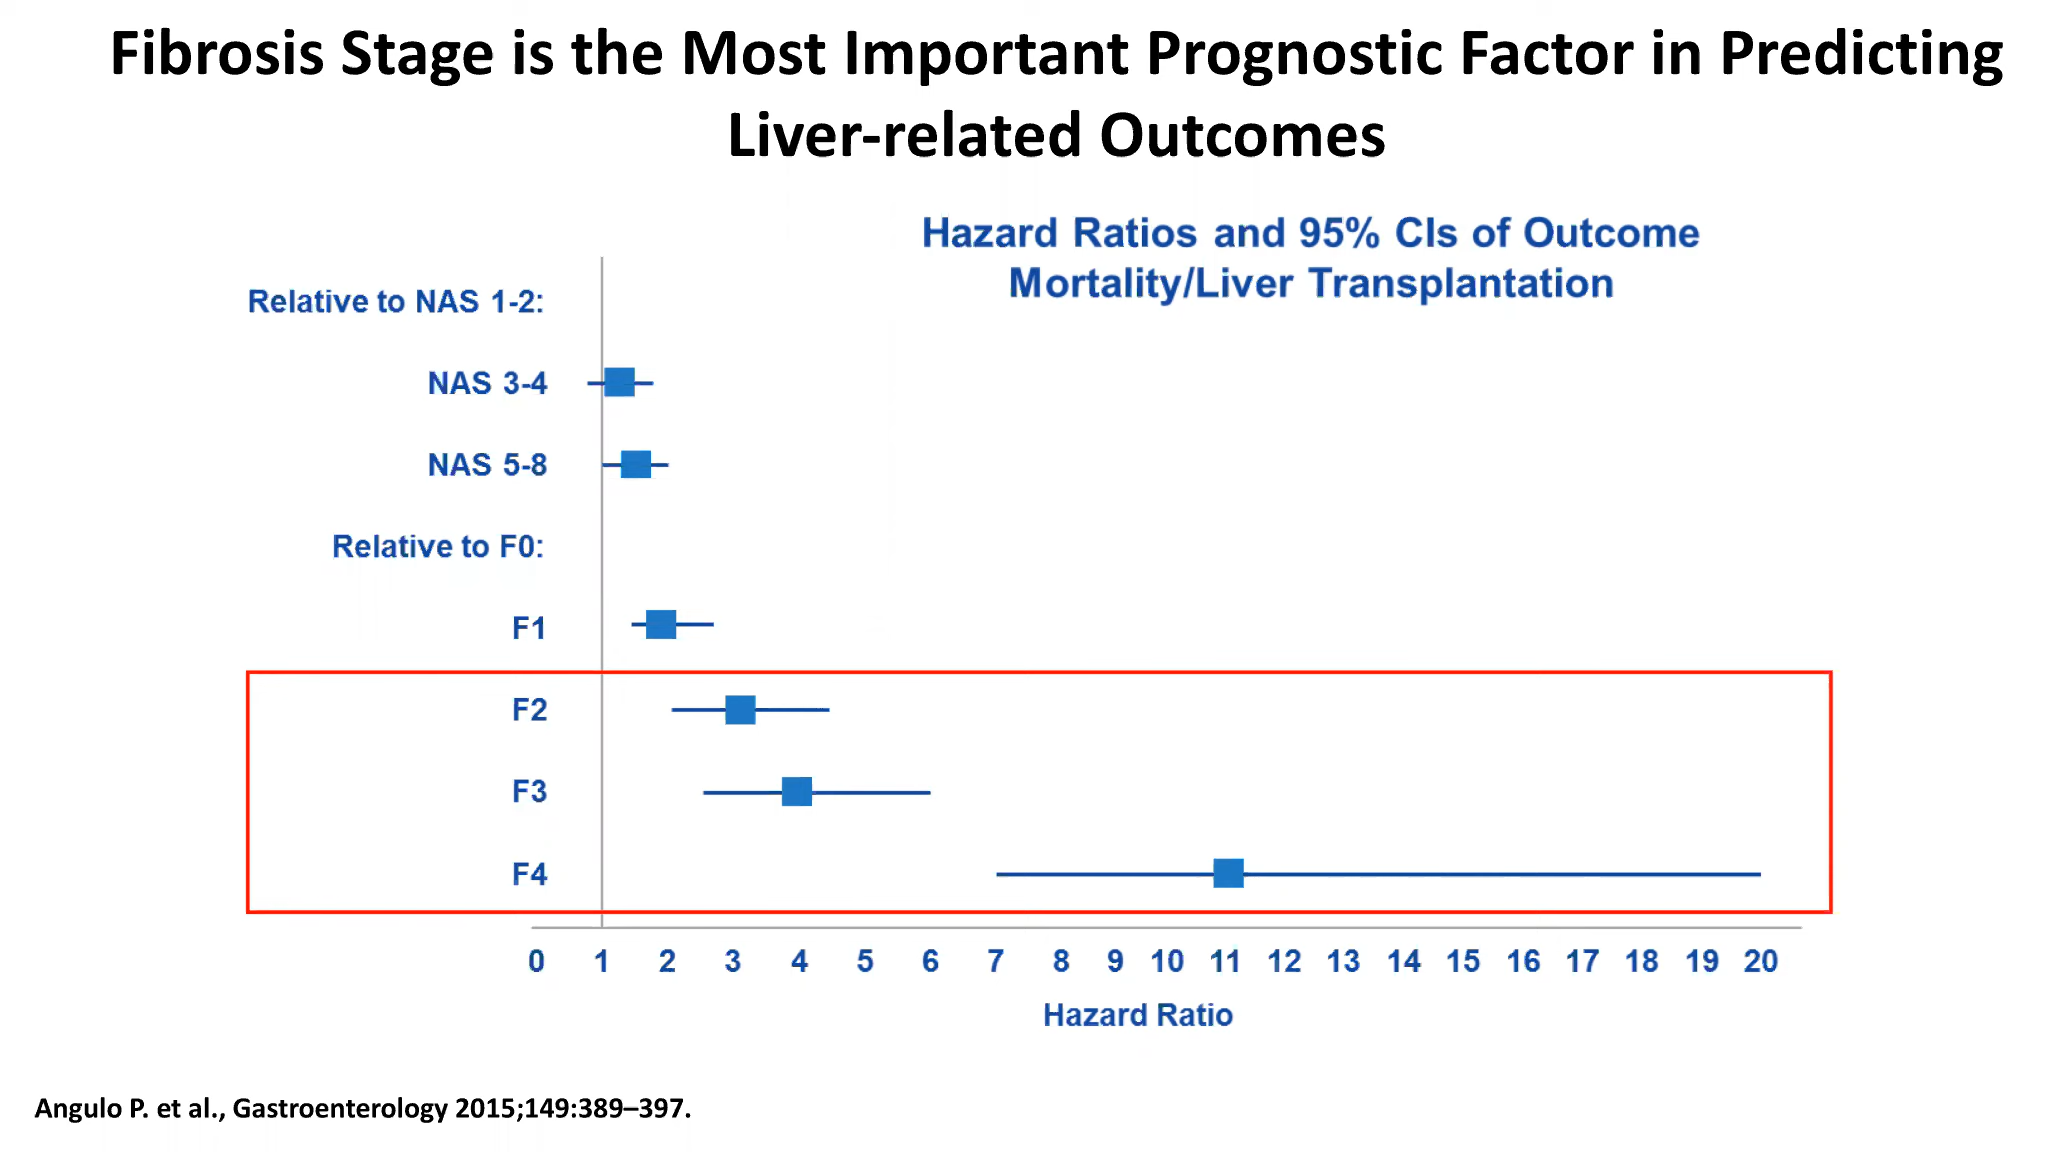 Fibrosis Stage is the Most Important Prognostic Factor in Predicting
Liver-related Outcomes
Hazard Ratios and 95% CIs of Outcome
Mortality/Liver Transplantation
Relative to NAS 1-2:
NAS 3-4
NAS 5-8
Relative to F0:
F1
F2
F3
F4
0 1 2 3 4 5 6 7 8 9 10 11 12 13 14 15 16 17 18 19 20
Hazard Ratio
Angulo P. et al., Gastroenterology 2015;149:389–397.